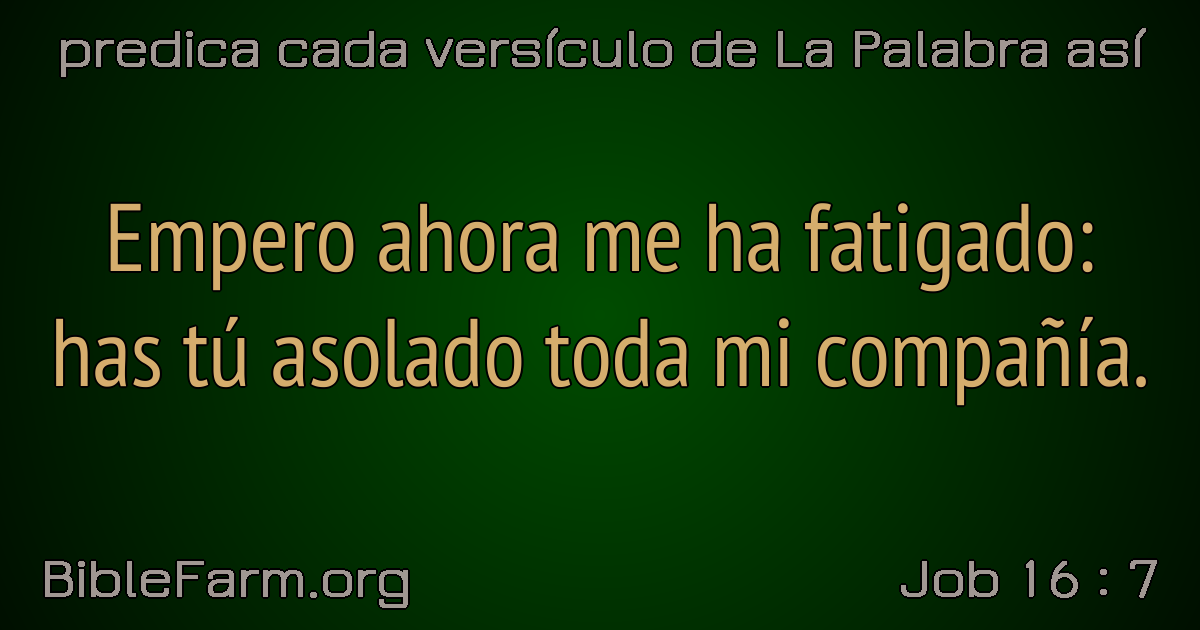 predica cada versículo de La Palabra así
Empero ahora me ha fatigado:
has tú asolado toda mi compañía.
BibleFarm.org
Job 16 : 7